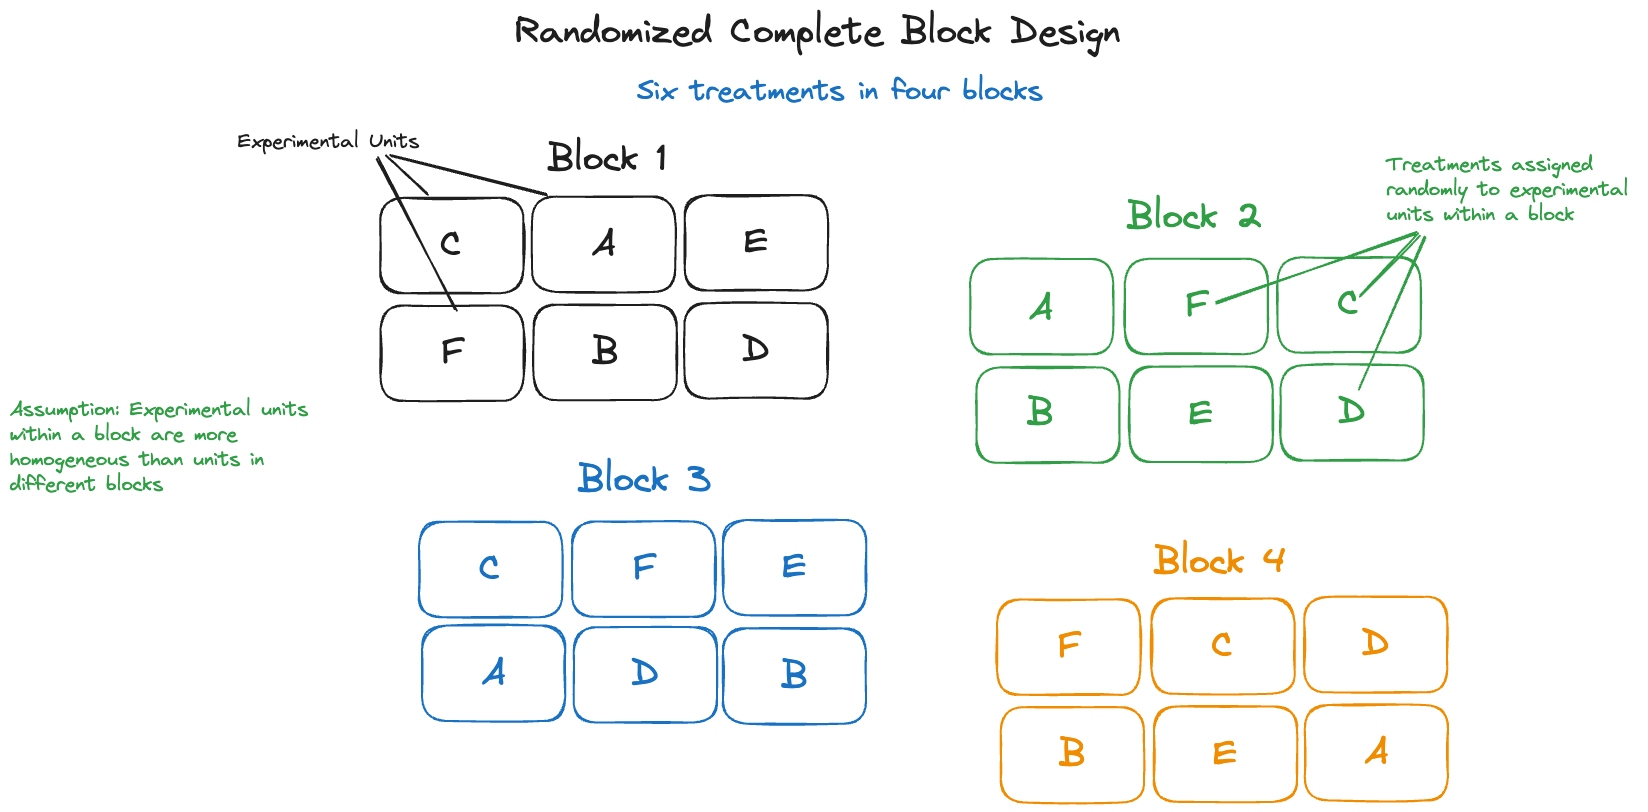 Randomized Complete Block Design
Six treatments in four blocks
Experimental Units
Block 1
C A E
F B D
Treatments assigned
randomly to experimental
units within a block
Block 2
A F C
B E D
Assumption: Experimental units
within a block are more
homogeneous than units in
different blocks
Block 3
C F E
A D B
Block 4
F C D
B E A